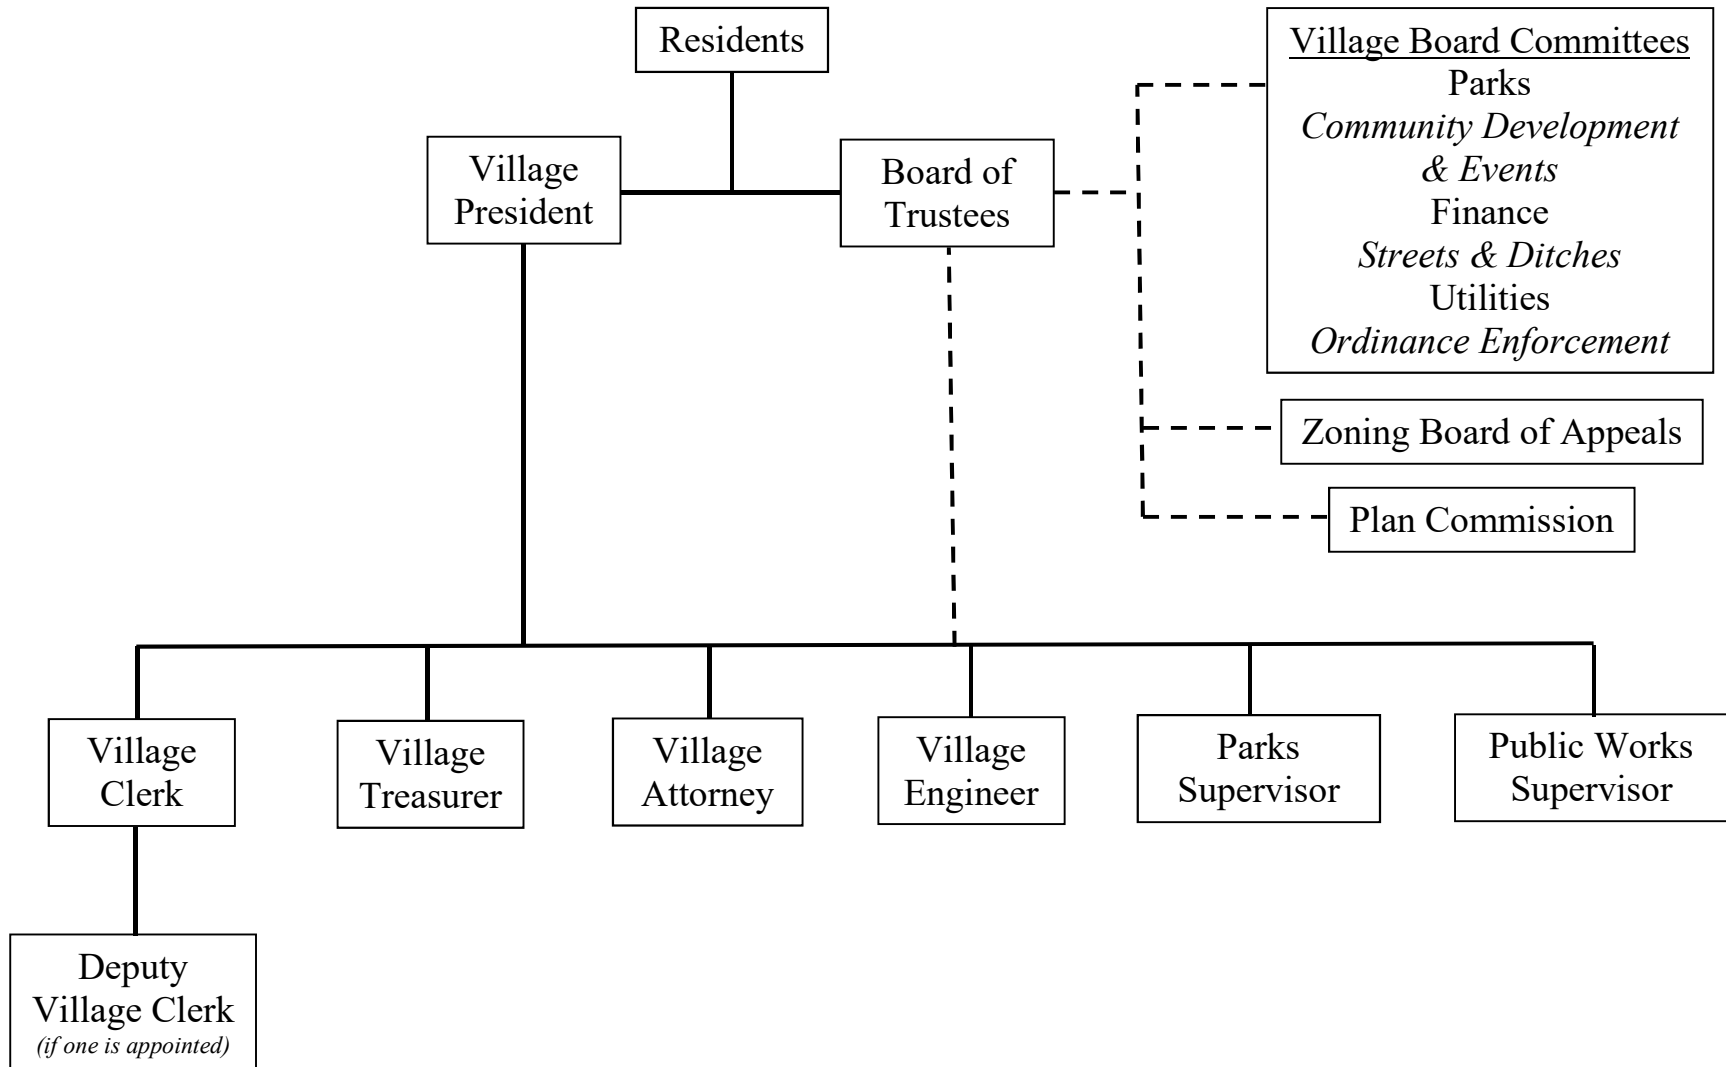 Residents
Village Board Committees
Parks
Community Development
& Events
Finance
Streets & Ditches
Utilities
Ordinance Enforcement
Village
President
Board of
Trustees
Zoning Board of Appeals
Plan Commission
Village
Clerk
Village
Treasurer
Village
Attorney
Village
Engineer
Parks
Supervisor
Public Works
Supervisor
Deputy
Village Clerk
(if one is appointed)